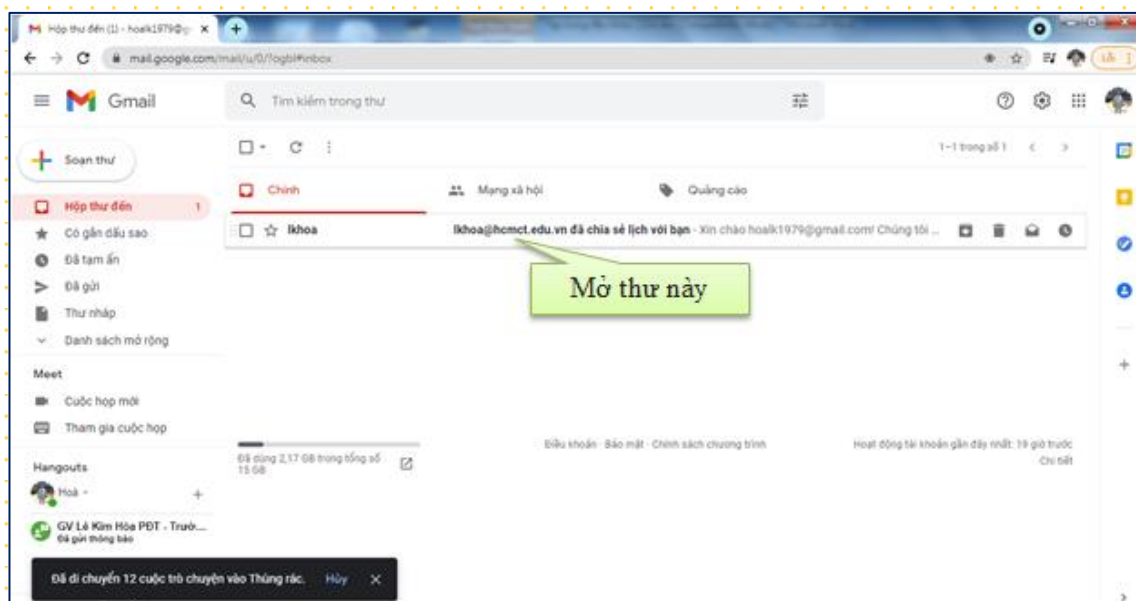 Hộp thư đến (1) - hoalk1979@g
mail.google.com/mail/u/0/?ogbl#inbox
Gmail
Tìm kiếm trong thư
Soạn thư
1–1 trong số 1
Chính
Mạng xã hội
Quảng cáo
Hộp thư đến 1
lkhoa
lkhoa@hcmct.edu.vn đã chia sẻ lịch với bạn - Xin chào hoalk1979@gmail.com! Chúng tôi ...
Có gắn dấu sao
Đã tạm ẩn
Đã gửi
Thư nháp
Danh sách mở rộng
Mở thư này
Meet
Cuộc họp mới
Tham gia cuộc họp
Hangouts
Đã dùng 2,17 GB trong tổng số
15 GB
Điều khoản · Bảo mật · Chính sách chương trình
Hoạt động tài khoản gần đây nhất: 19 giờ trước
Chi tiết
Hoà
GV Lê Kim Hòa PĐT - Trườ...
Đã gửi thông báo
Đã di chuyển 12 cuộc trò chuyện vào Thùng rác. Hủy